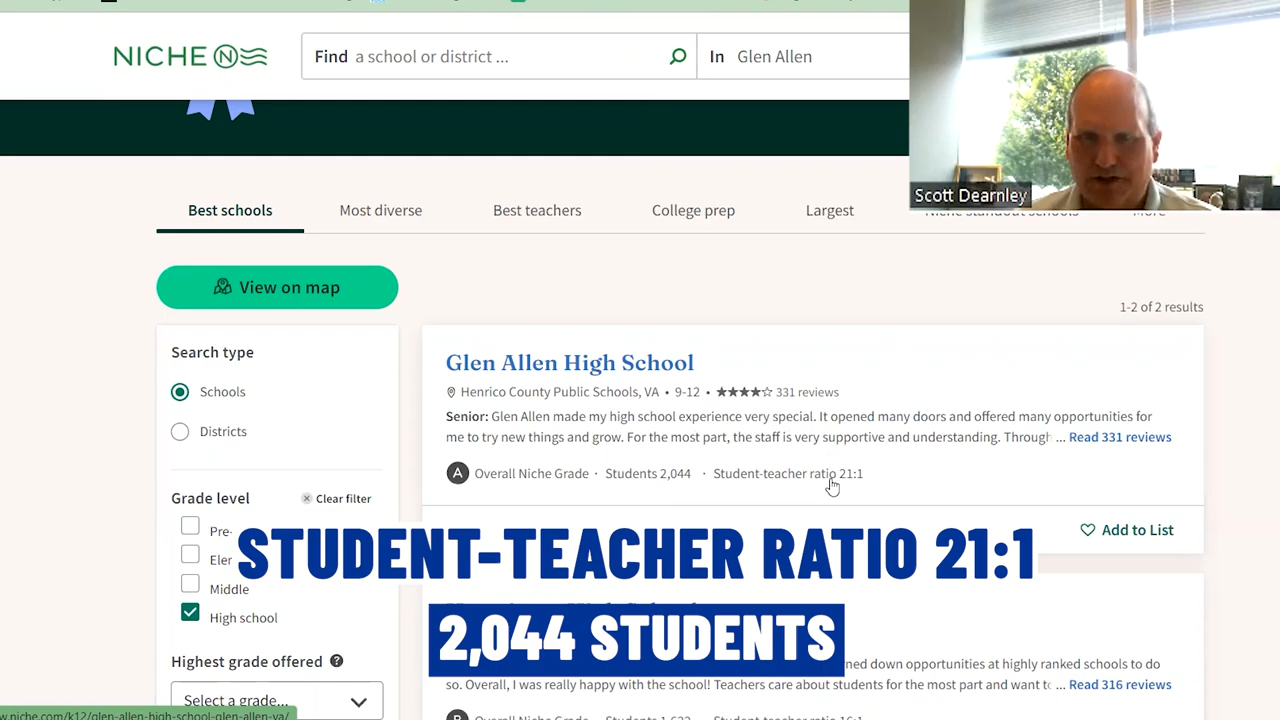 NICHE N
Find a school or district ...
In Glen Allen
Scott Dearnley
Best schools
Most diverse
Best teachers
College prep
Largest
Niche standout schools
More
View on map
1-2 of 2 results
Search type
Schools
Districts
Grade level
Clear filter
Pre-
Eler
Middle
High school
Highest grade offered ?
Select a grade...
Glen Allen High School
Henrico County Public Schools, VA • 9-12 • 331 reviews
Senior: Glen Allen made my high school experience very special. It opened many doors and offered many opportunities for
me to try new things and grow. For the most part, the staff is very supportive and understanding. Through ... Read 331 reviews
A Overall Niche Grade · Students 2,044 · Student-teacher ratio 21:1
Add to List
STUDENT-TEACHER RATIO 21:1
2,044 STUDENTS
ned down opportunities at highly ranked schools to do
so. Overall, I was really happy with the school! Teachers care about students for the most part and want to ... Read 316 reviews
w.niche.com/k12/glen-allen-high-school-glen-allen-va/